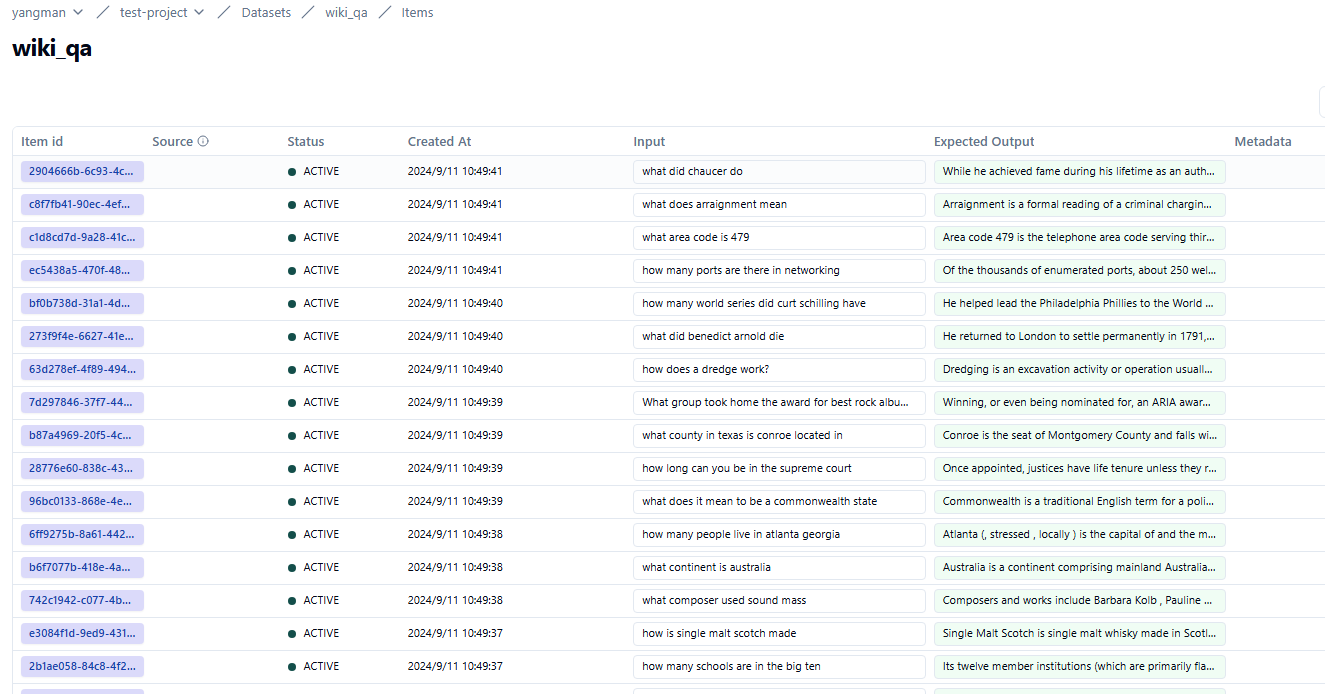 yangman / test-project / Datasets / wiki_qa / Items
wiki_qa
Item id Source Status Created At Input Expected Output Metadata
2904666b-6c93-4c... ACTIVE 2024/9/11 10:49:41 what did chaucer do While he achieved fame during his lifetime as an auth...
c8f7fb41-90ec-4ef... ACTIVE 2024/9/11 10:49:41 what does arraignment mean Arraignment is a formal reading of a criminal chargin...
c1d8cd7d-9a28-41c... ACTIVE 2024/9/11 10:49:41 what area code is 479 Area code 479 is the telephone area code serving thir...
ec5438a5-470f-48... ACTIVE 2024/9/11 10:49:41 how many ports are there in networking Of the thousands of enumerated ports, about 250 wel...
bf0b738d-31a1-4d... ACTIVE 2024/9/11 10:49:40 how many world series did curt schilling have He helped lead the Philadelphia Phillies to the World ...
273f9f4e-6627-41e... ACTIVE 2024/9/11 10:49:40 what did benedict arnold die He returned to London to settle permanently in 1791,...
63d278ef-4f89-494... ACTIVE 2024/9/11 10:49:40 how does a dredge work? Dredging is an excavation activity or operation usuall...
7d297846-37f7-44... ACTIVE 2024/9/11 10:49:39 What group took home the award for best rock albu... Winning, or even being nominated for, an ARIA awar...
b87a4969-20f5-4c... ACTIVE 2024/9/11 10:49:39 what county in texas is conroe located in Conroe is the seat of Montgomery County and falls wi...
28776e60-838c-43... ACTIVE 2024/9/11 10:49:39 how long can you be in the supreme court Once appointed, justices have life tenure unless they r...
96bc0133-868e-4e... ACTIVE 2024/9/11 10:49:39 what does it mean to be a commonwealth state Commonwealth is a traditional English term for a poli...
6ff9275b-8a61-442... ACTIVE 2024/9/11 10:49:38 how many people live in atlanta georgia Atlanta (, stressed , locally ) is the capital of and the m...
b6f7077b-418e-4a... ACTIVE 2024/9/11 10:49:38 what continent is australia Australia is a continent comprising mainland Australia...
742c1942-c077-4b... ACTIVE 2024/9/11 10:49:38 what composer used sound mass Composers and works include Barbara Kolb , Pauline ...
e3084f1d-9ed9-431... ACTIVE 2024/9/11 10:49:37 how is single malt scotch made Single Malt Scotch is single malt whisky made in Scotl...
2b1ae058-84c8-4f2... ACTIVE 2024/9/11 10:49:37 how many schools are in the big ten Its twelve member institutions (which are primarily fla...